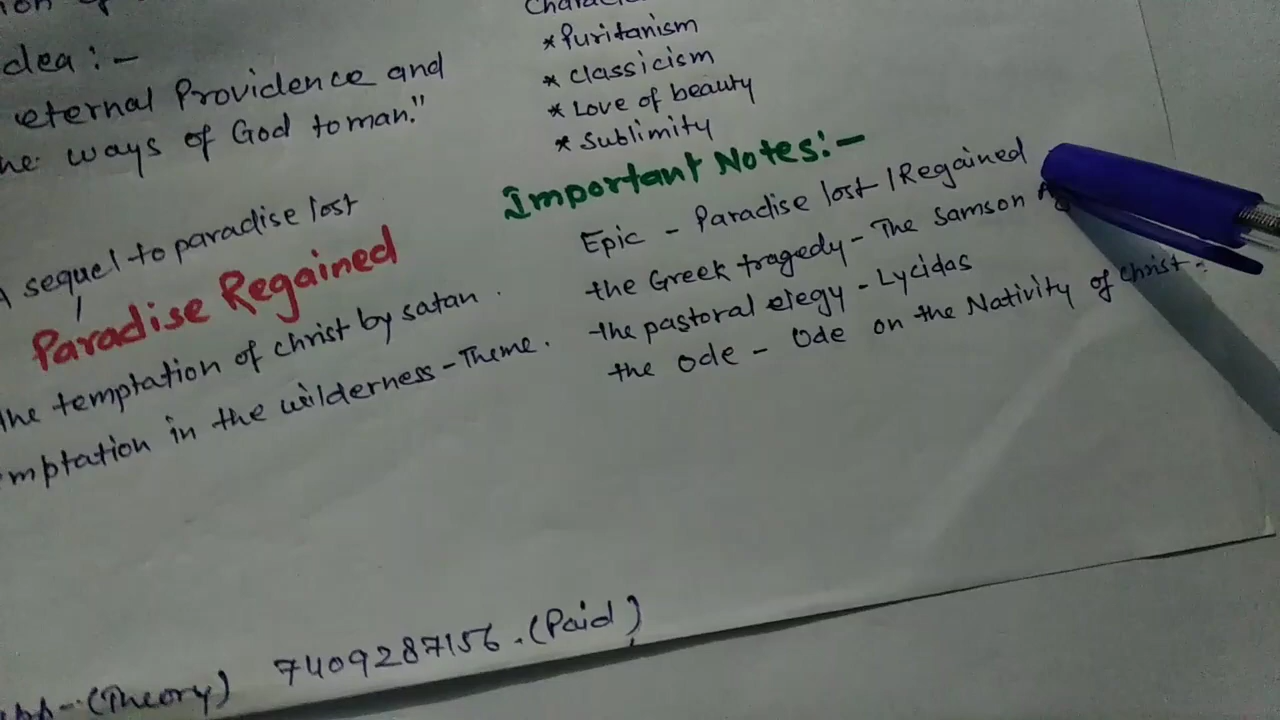 dea :-
eternal Providence and
ways of God to man."
A sequel to paradise lost
Paradise Regained
the temptation of christ by satan .
mptation in the wilderness - Theme .
* Puritanism
* classicism
* Love of beauty
* Sublimity
Important Notes :-
Epic - Paradise lost / Regained
the Greek tragedy - The Samson
the pastoral elegy - Lycidas
the ode - Ode on the Nativity of christ -
(Theory) 7409287156 . (Paid)